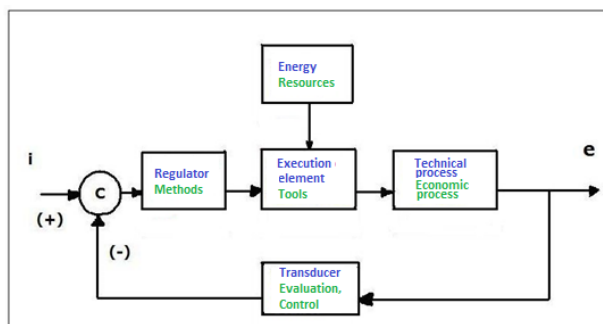 Energy
Resources
i
e
Regulator
Methods
Execution
element
Tools
Technical
process
Economic
process
C
(+)
(-)
Transducer
Evaluation,
Control